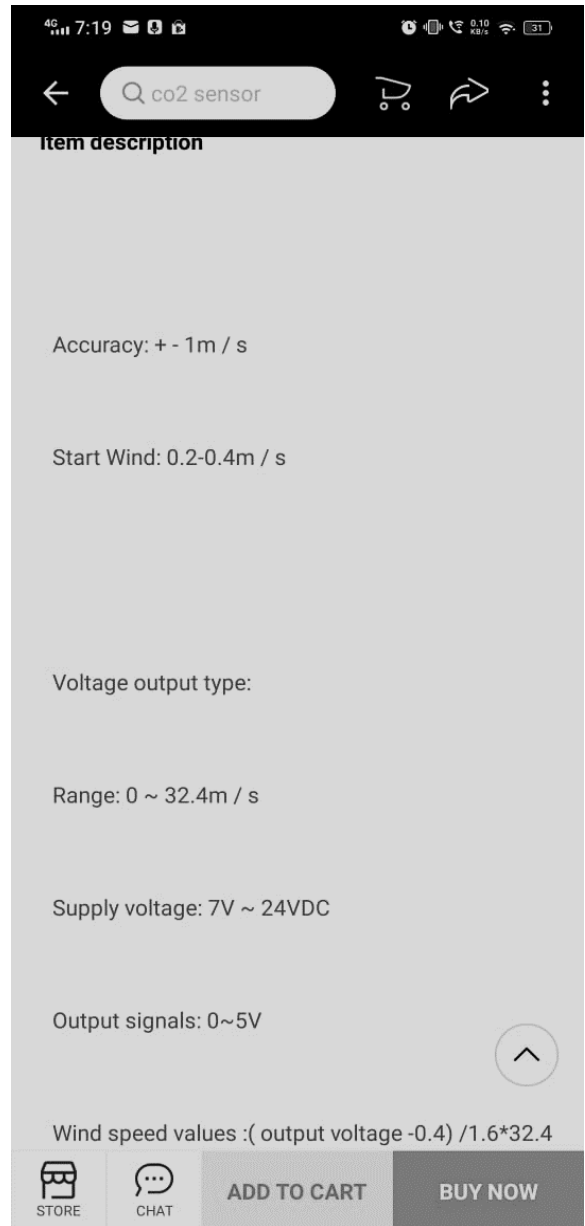 4G 7:19 0.10 KB/s 31
co2 sensor
Item description
Accuracy: + - 1m / s
Start Wind: 0.2-0.4m / s
Voltage output type:
Range: 0 ~ 32.4m / s
Supply voltage: 7V ~ 24VDC
Output signals: 0~5V
Wind speed values :( output voltage -0.4) /1.6*32.4
STORE CHAT ADD TO CART BUY NOW